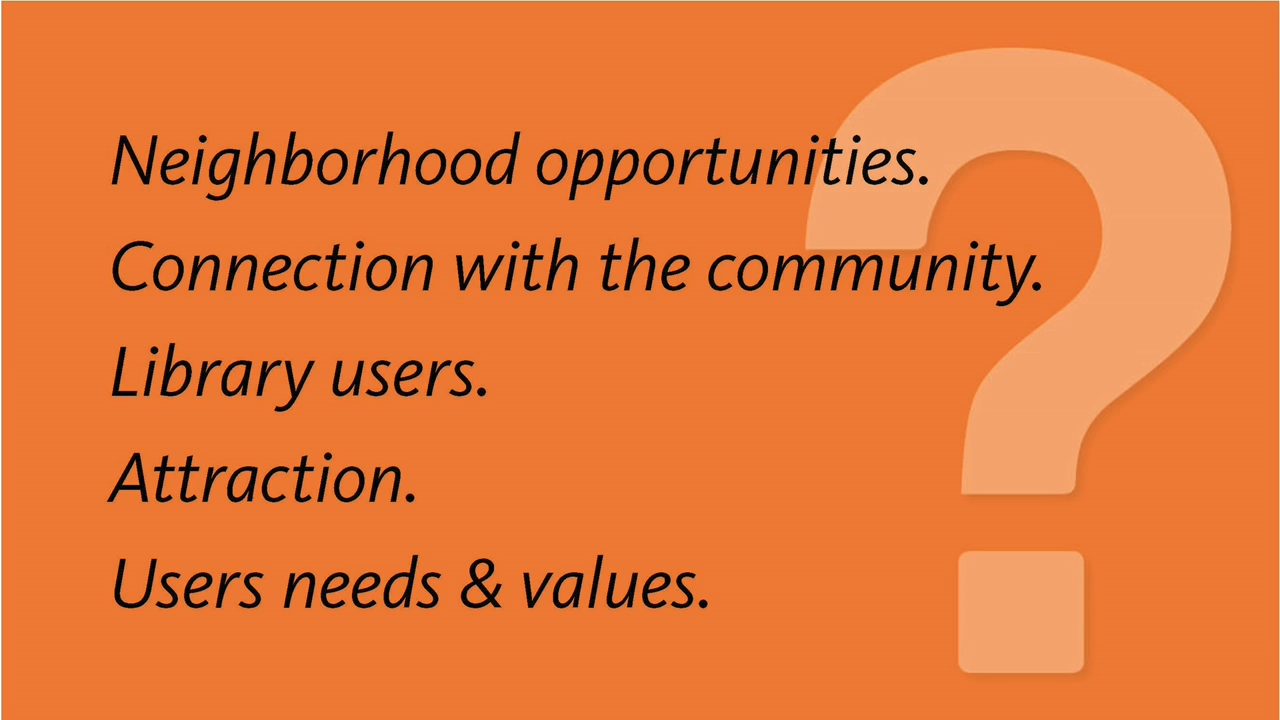 Neighborhood opportunities.
Connection with the community.
Library users.
Attraction.
Users needs & values.
?